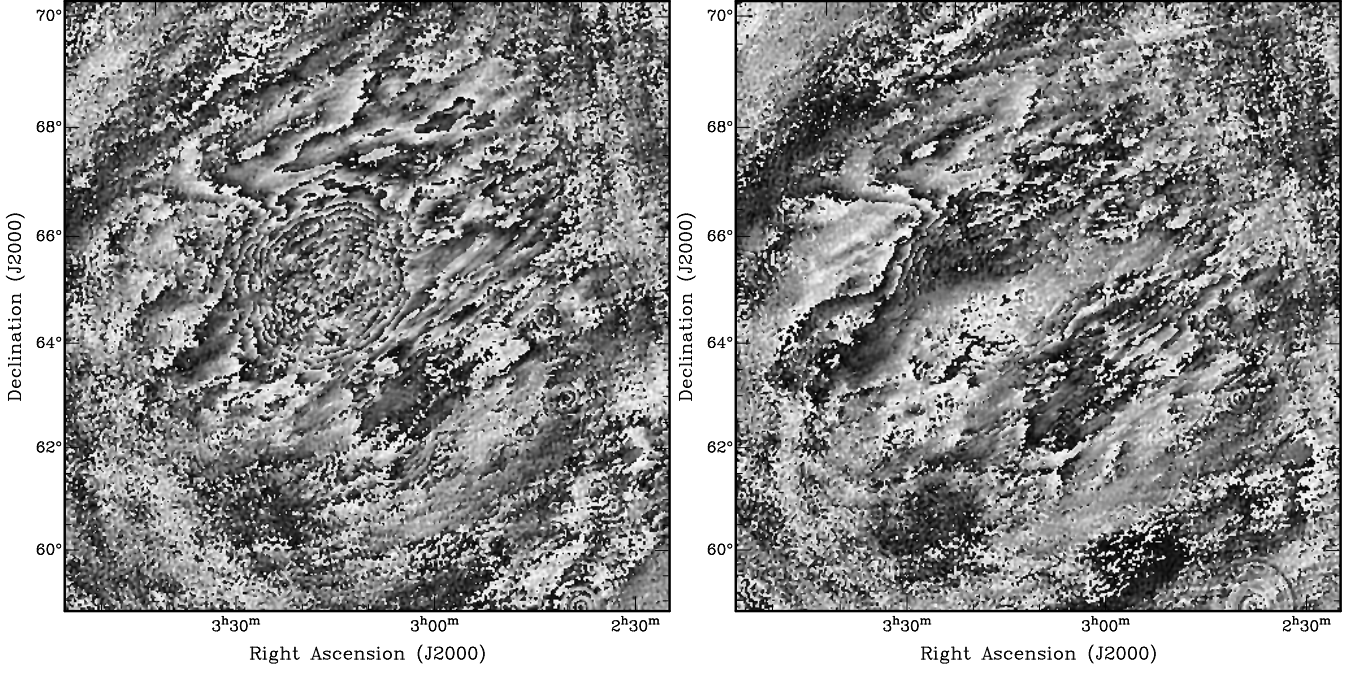 70°
68°
66°
64°
62°
60°
Declination (J2000)
3h30m
3h00m
2h30m
Right Ascension (J2000)
70°
68°
66°
64°
62°
60°
Declination (J2000)
3h30m
3h00m
2h30m
Right Ascension (J2000)